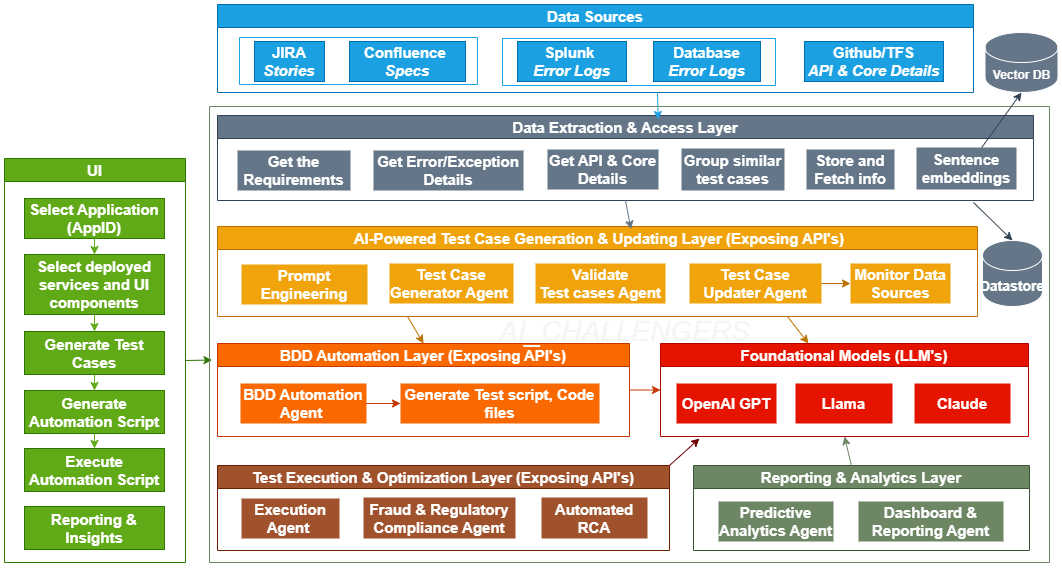 Data Sources
JIRA
Stories
Confluence
Specs
Splunk
Error Logs
Database
Error Logs
Github/TFS
API & Core Details
Vector DB
Data Extraction & Access Layer
Get the
Requirements
Get Error/Exception
Details
Get API & Core
Details
Group similar
test cases
Store and
Fetch info
Sentence
embeddings
UI
Select Application
(AppID)
Select deployed
services and UI
components
Generate Test
Cases
Generate
Automation Script
Execute
Automation Script
Reporting &
Insights
AI-Powered Test Case Generation & Updating Layer (Exposing API's)
Prompt
Engineering
Test Case
Generator Agent
Validate
Test cases Agent
Test Case
Updater Agent
Monitor Data
Sources
Datastore
AI_CHALLENGERS
BDD Automation Layer (Exposing API's)
BDD Automation
Agent
Generate Test script, Code
files
Foundational Models (LLM's)
OpenAI GPT
Llama
Claude
Test Execution & Optimization Layer (Exposing API's)
Execution
Agent
Fraud & Regulatory
Compliance Agent
Automated
RCA
Reporting & Analytics Layer
Predictive
Analytics Agent
Dashboard &
Reporting Agent